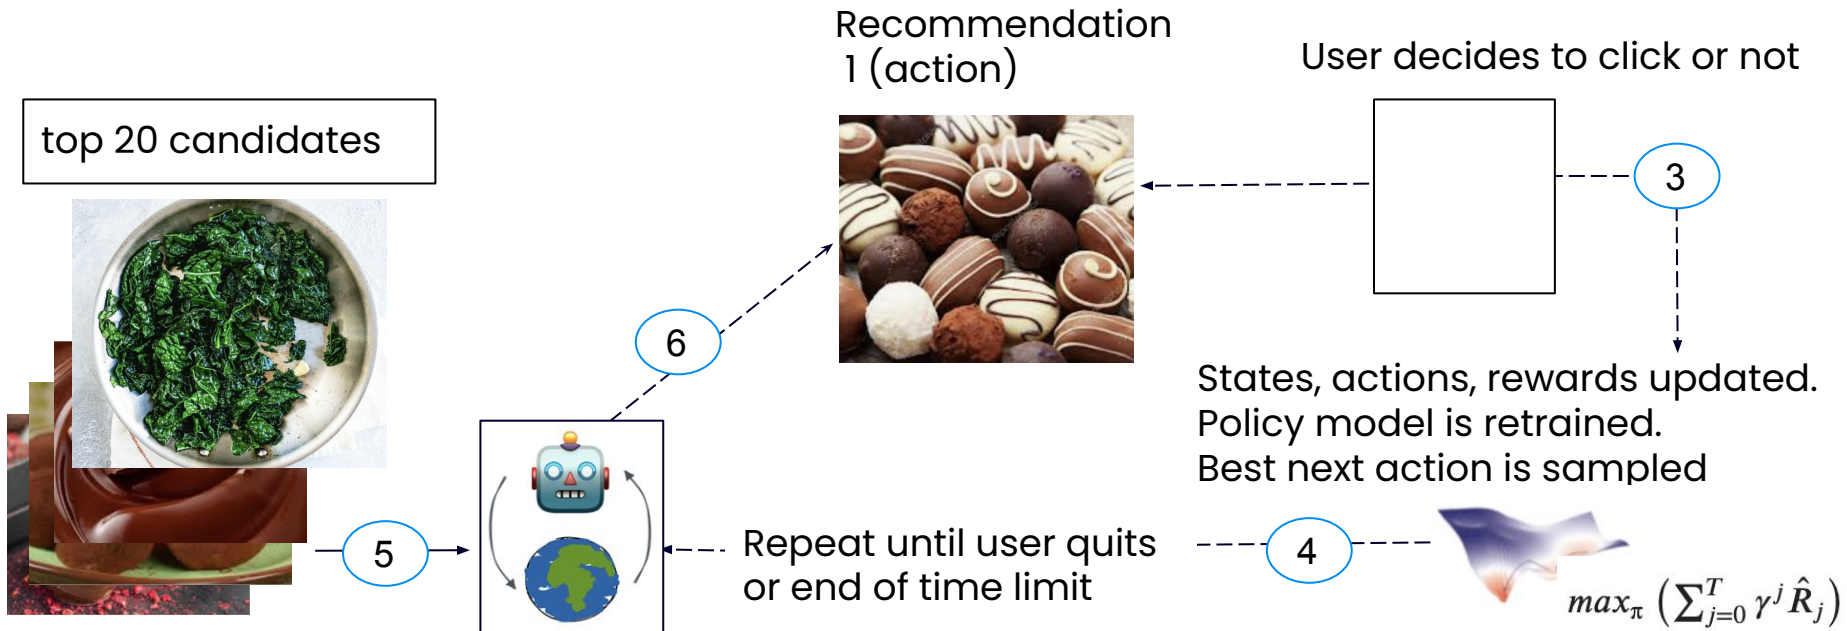 Recommendation
1 (action)
User decides to click or not
top 20 candidates
3
6
States, actions, rewards updated.
Policy model is retrained.
Best next action is sampled
5
Repeat until user quits
or end of time limit
4
max_π (∑_{j=0}^{T} γ^j R̂_j)